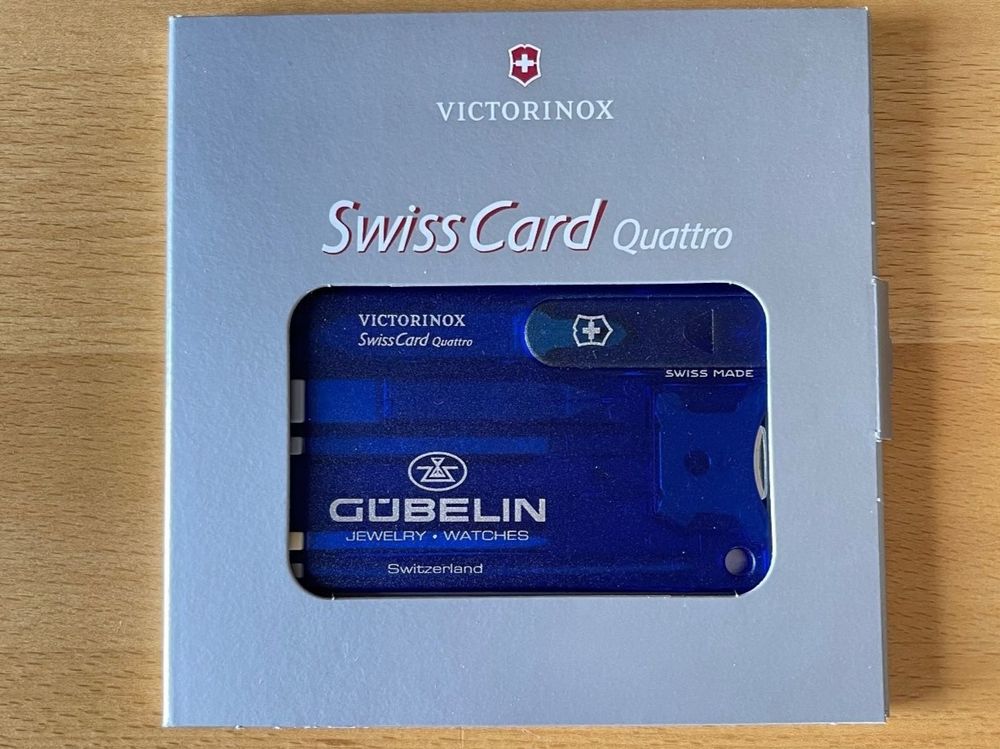 VICTORINOX
SwissCard Quattro
VICTORINOX
SwissCard Quattro
SWISS MADE
GÜBELIN
JEWELRY • WATCHES
Switzerland